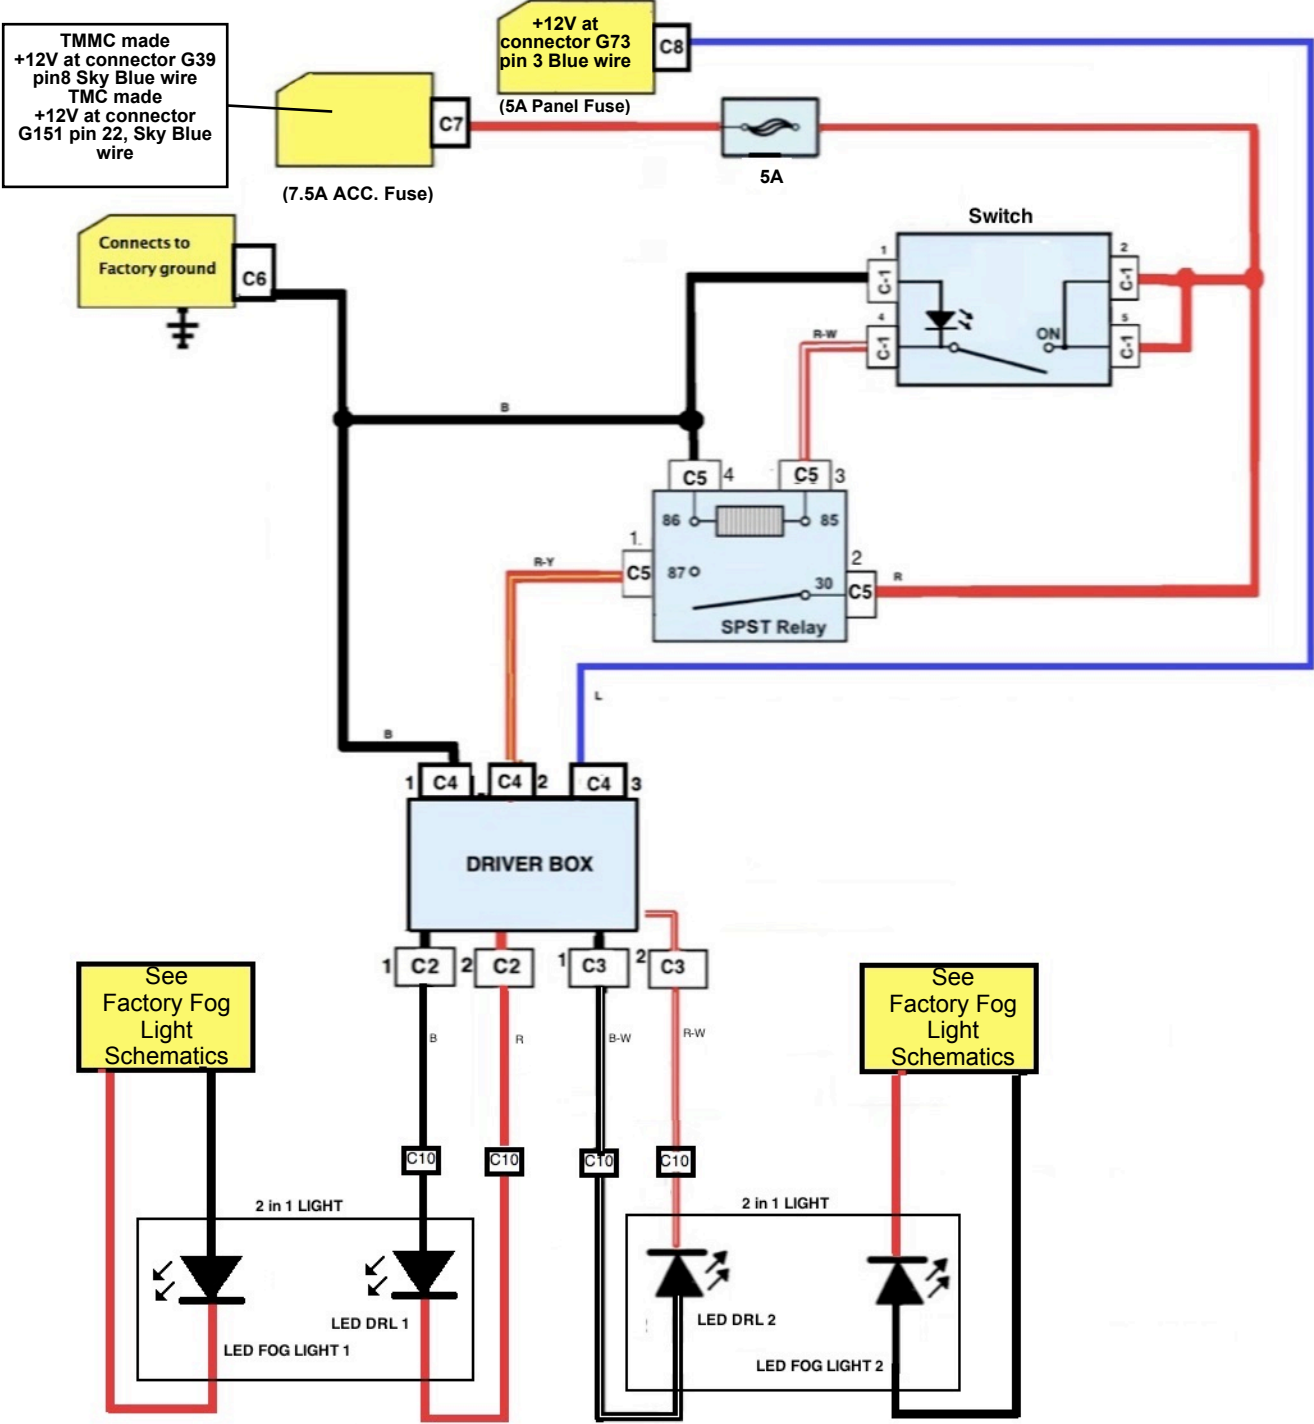 TMMC made
+12V at connector G39
pin8 Sky Blue wire
TMC made
+12V at connector
G151 pin 22, Sky Blue
wire
+12V at
connector G73
pin 3 Blue wire
C8
(5A Panel Fuse)
C7
(7.5A ACC. Fuse)
5A
Connects to
Factory ground
C6
Switch
1
C-1
4
C-1
2
C-1
5
C-1
ON
R-W
B
C5 4
C5 3
86
85
1.
C5
87
30
2
C5
R
R-Y
SPST Relay
L
B
1 C4
C4 2
C4 3
DRIVER BOX
1 C2
2 C2
1 C3
2 C3
B
R
B-W
R-W
See
Factory Fog
Light
Schematics
See
Factory Fog
Light
Schematics
C10
C10
C10
C10
2 in 1 LIGHT
2 in 1 LIGHT
LED DRL 1
LED FOG LIGHT 1
LED DRL 2
LED FOG LIGHT 2